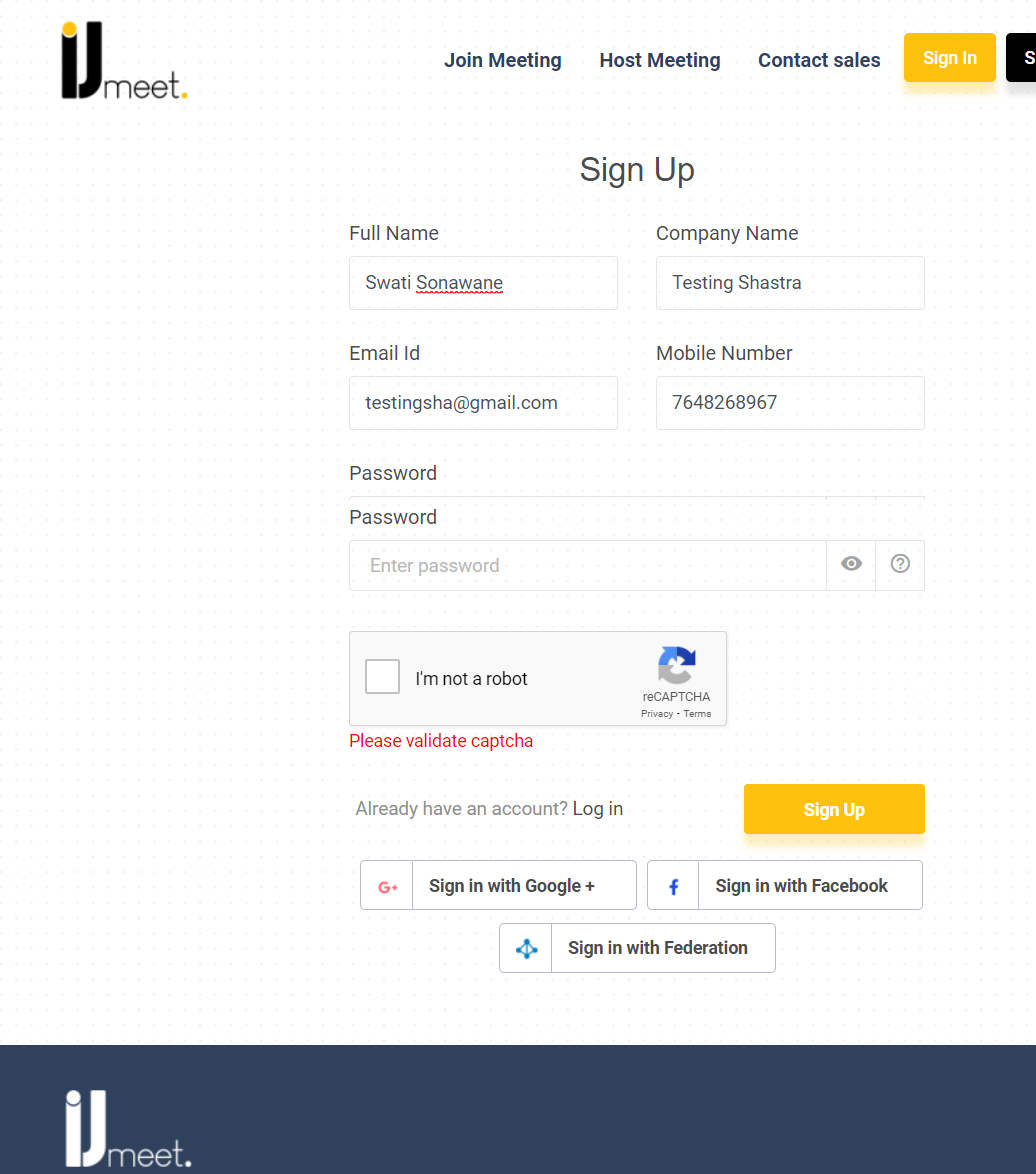 iJmeet.
Join Meeting Host Meeting Contact sales Sign In S
Sign Up
Full Name Company Name
Swati Sonawane Testing Shastra
Email Id Mobile Number
testingsha@gmail.com 7648268967
Password
Password
Enter password
I'm not a robot
reCAPTCHA
Privacy - Terms
Please validate captcha
Already have an account? Log in Sign Up
G+ Sign in with Google + f Sign in with Facebook
Sign in with Federation
iJmeet.